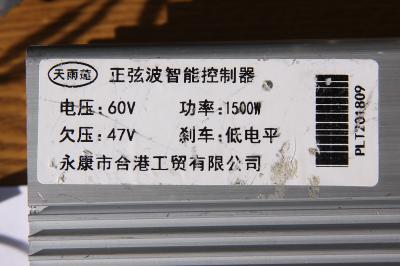 天雨莲 正弦波智能控制器
电压: 60V 功率: 1500W
欠压: 47V 刹车: 低电平
永康市合港工贸有限公司
PLT201809